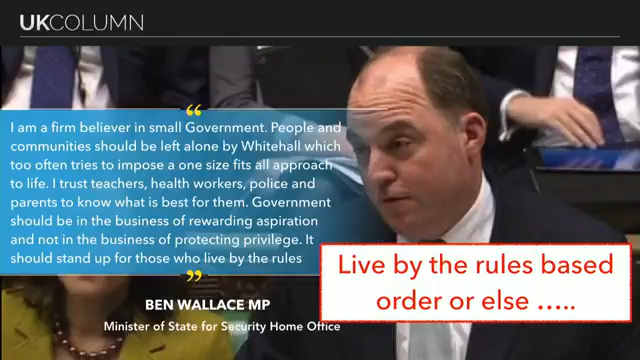 UKCOLUMN
“
I am a firm believer in small Government. People and
communities should be left alone by Whitehall which
too often tries to impose a one size fits all approach
to life. I trust teachers, health workers, police and
parents to know what is best for them. Government
should be in the business of rewarding aspiration
and not in the business of protecting privilege. It
should stand up for those who live by the rules
”
BEN WALLACE MP
Minister of State for Security Home Office
Live by the rules based
order or else …..